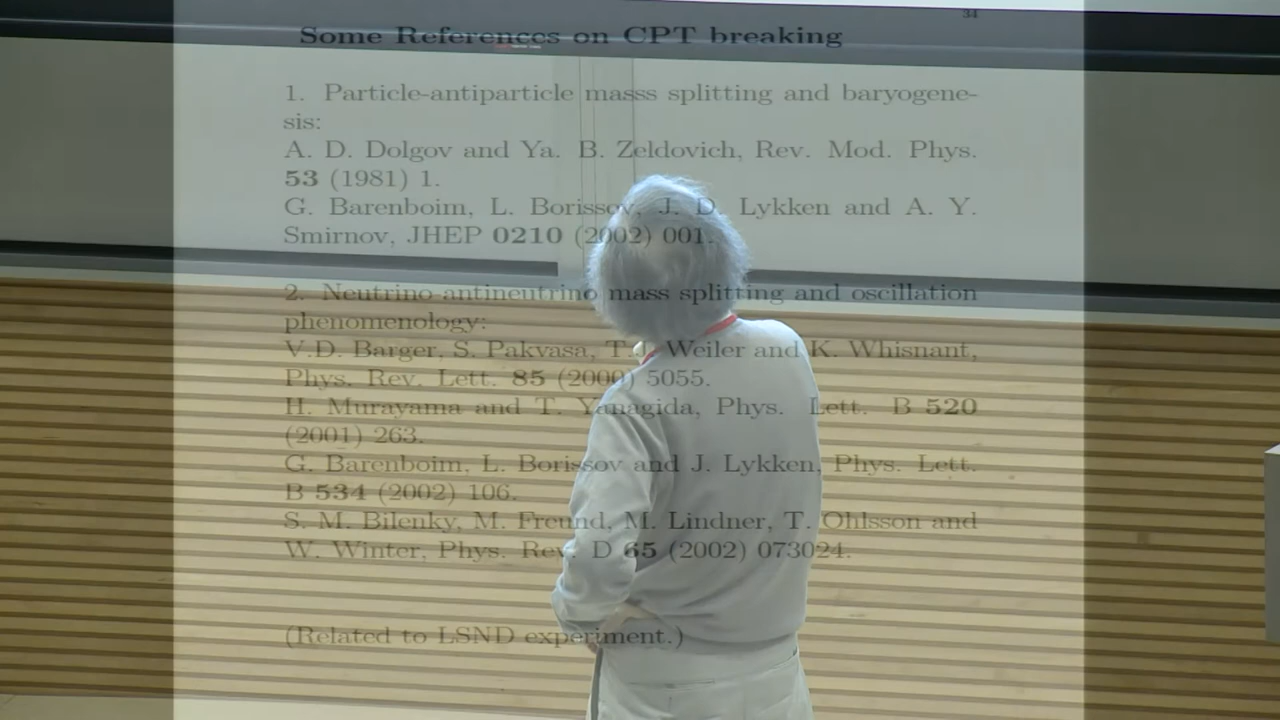 34
Some References on CPT breaking
1. Particle-antiparticle masss splitting and baryogene-
sis:
A. D. Dolgov and Ya. B. Zeldovich, Rev. Mod. Phys.
53 (1981) 1.
G. Barenboim, L. Borissov, J. D. Lykken and A. Y.
Smirnov, JHEP 0210 (2002) 001.
2. Neutrino-antineutrino mass splitting and oscillation
phenomenology:
V.D. Barger, S. Pakvasa, T.J. Weiler and K. Whisnant,
Phys. Rev. Lett. 85 (2000) 5055.
H. Murayama and T. Yanagida, Phys. Lett. B 520
(2001) 263.
G. Barenboim, L. Borissov and J. Lykken, Phys. Lett.
B 534 (2002) 106.
S. M. Bilenky, M. Freund, M. Lindner, T. Ohlsson and
W. Winter, Phys. Rev. D 65 (2002) 073024.
(Related to LSND experiment.)